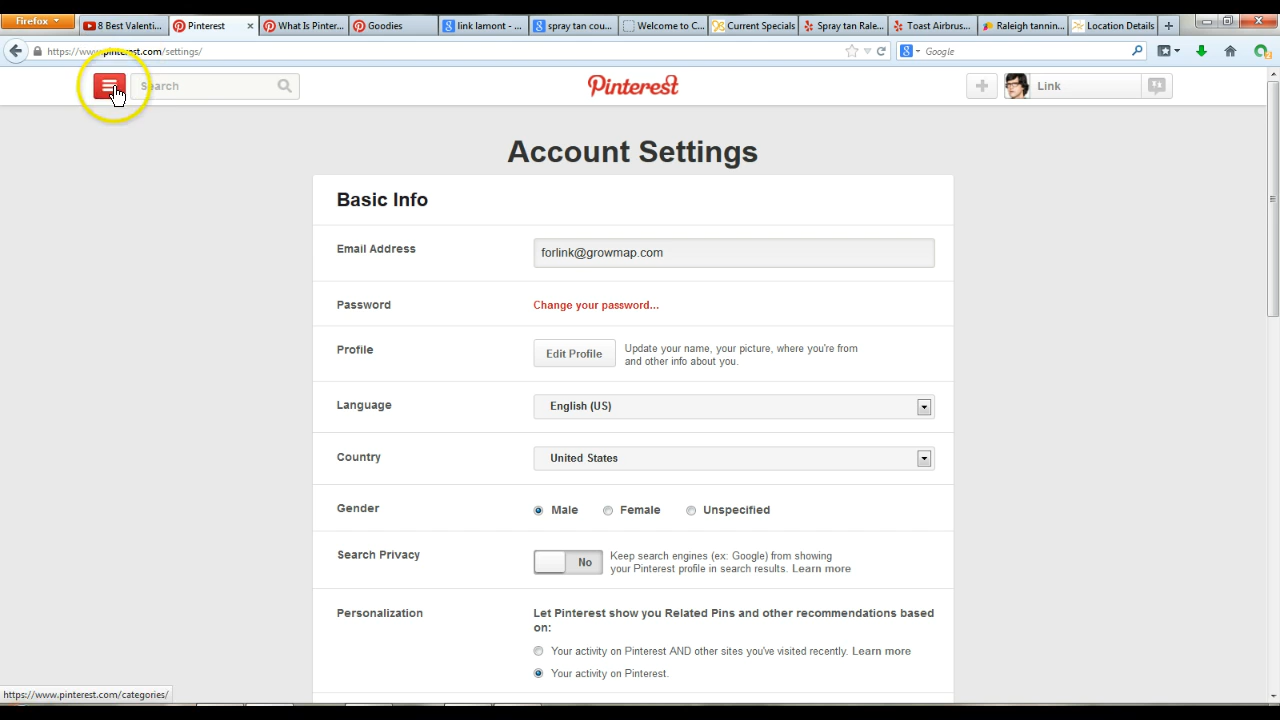 Firefox
8 Best Valenti...
Pinterest
What Is Pinter...
Goodies
link lamont - ...
spray tan cou...
Welcome to C...
Current Specials
Spray tan Rale...
Toast Airbrus...
Raleigh tannin...
Location Details
https://www.pinterest.com/settings/
Google
Search
Pinterest
Link
Account Settings
Basic Info
Email Address
forlink@growmap.com
Password
Change your password...
Profile
Edit Profile
Update your name, your picture, where you're from
and other info about you.
Language
English (US)
Country
United States
Gender
Male
Female
Unspecified
Search Privacy
No
Keep search engines (ex: Google) from showing
your Pinterest profile in search results. Learn more
Personalization
Let Pinterest show you Related Pins and other recommendations based
on:
Your activity on Pinterest AND other sites you've visited recently. Learn more
Your activity on Pinterest.
https://www.pinterest.com/categories/